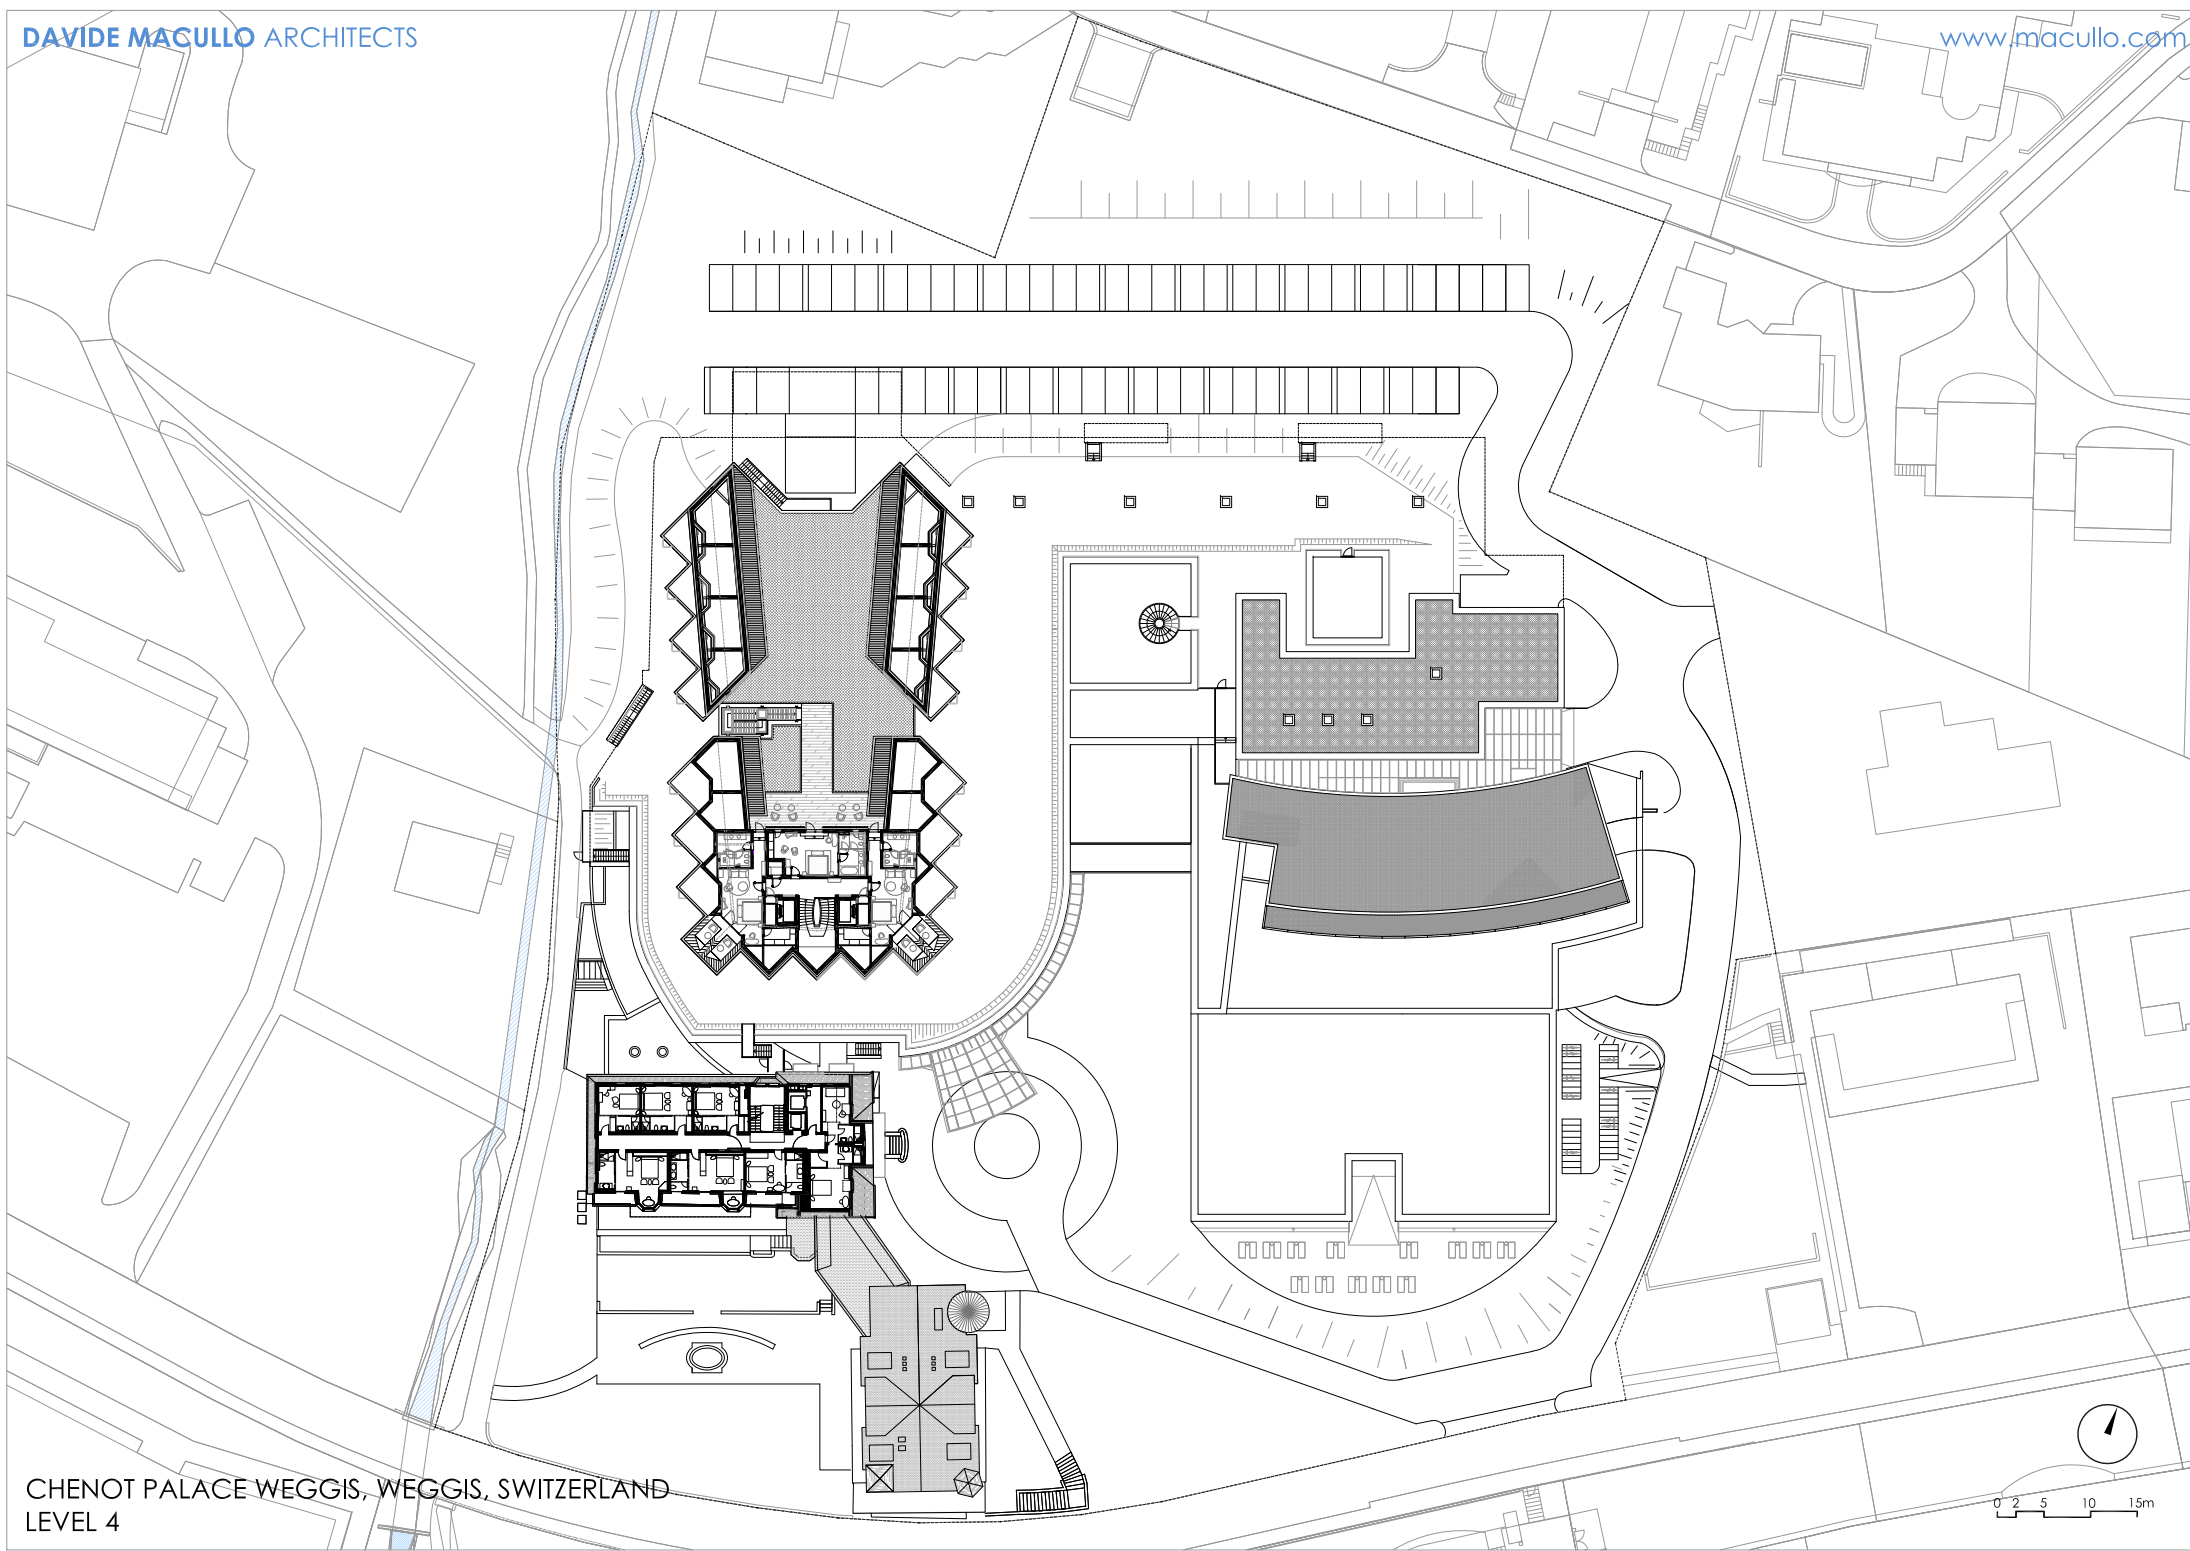 DAVIDE MACULLO ARCHITECTS
www.macullo.com
CHENOT PALACE WEGGIS, WEGGIS, SWITZERLAND
LEVEL 4
0 2 5 10 15m